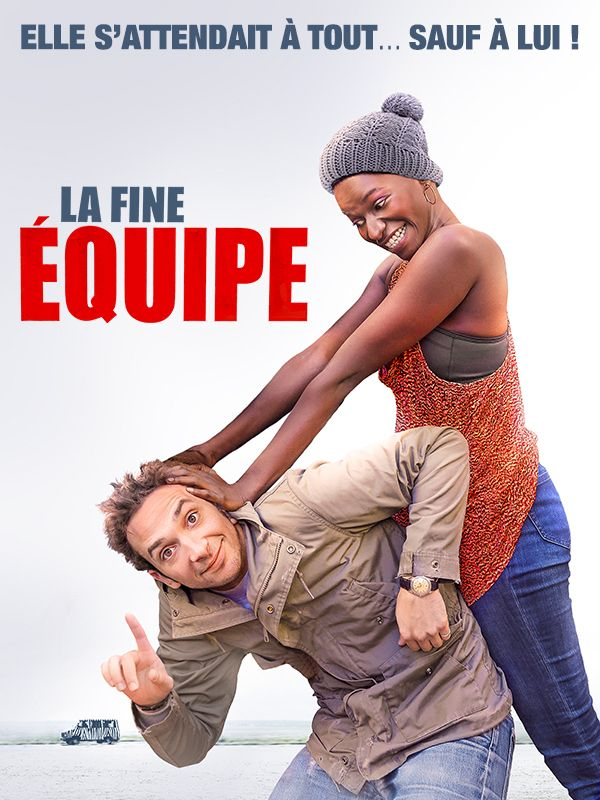 ELLE S'ATTENDAIT À TOUT... SAUF À LUI !
LA FINE
ÉQUIPE